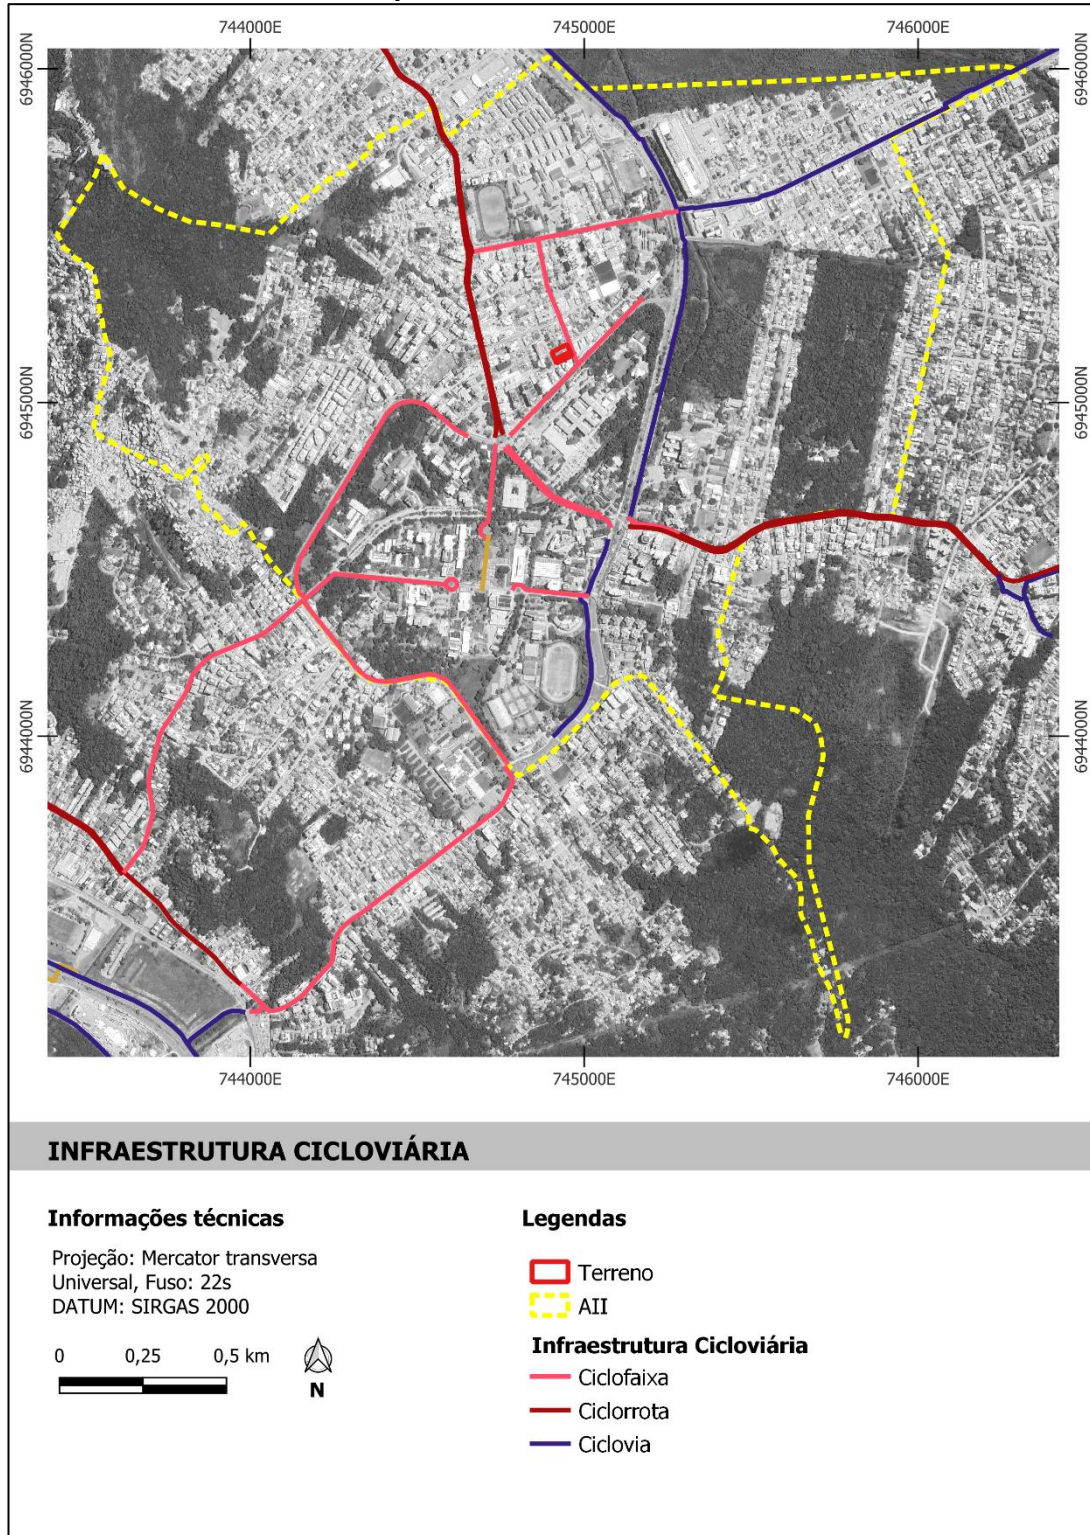 744000E 745000E 746000E
6946000N 6946000N
6945000N 6945000N
6944000N 6944000N
744000E 745000E 746000E
INFRAESTRUTURA CICLOVIÁRIA
Informações técnicas
Projeção: Mercator transversa
Universal, Fuso: 22s
DATUM: SIRGAS 2000
0 0,25 0,5 km
N
Legendas
Terreno
AII
Infraestrutura Cicloviária
Ciclofaixa
Ciclorrota
Ciclovia